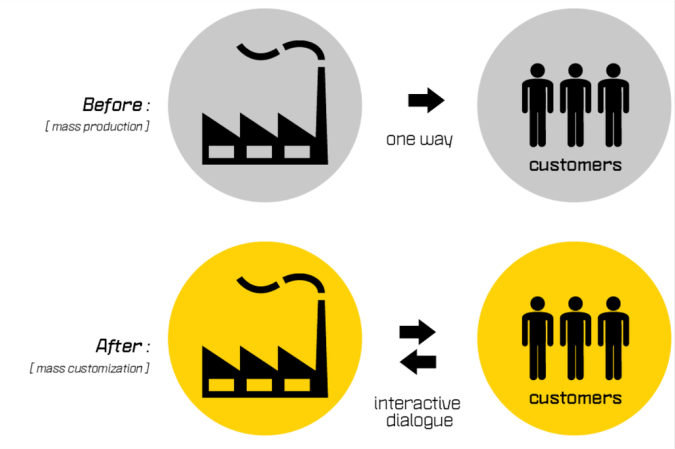 Before :
[ mass production ]
one way
customers
After :
[ mass customization ]
interactive
dialogue
customers